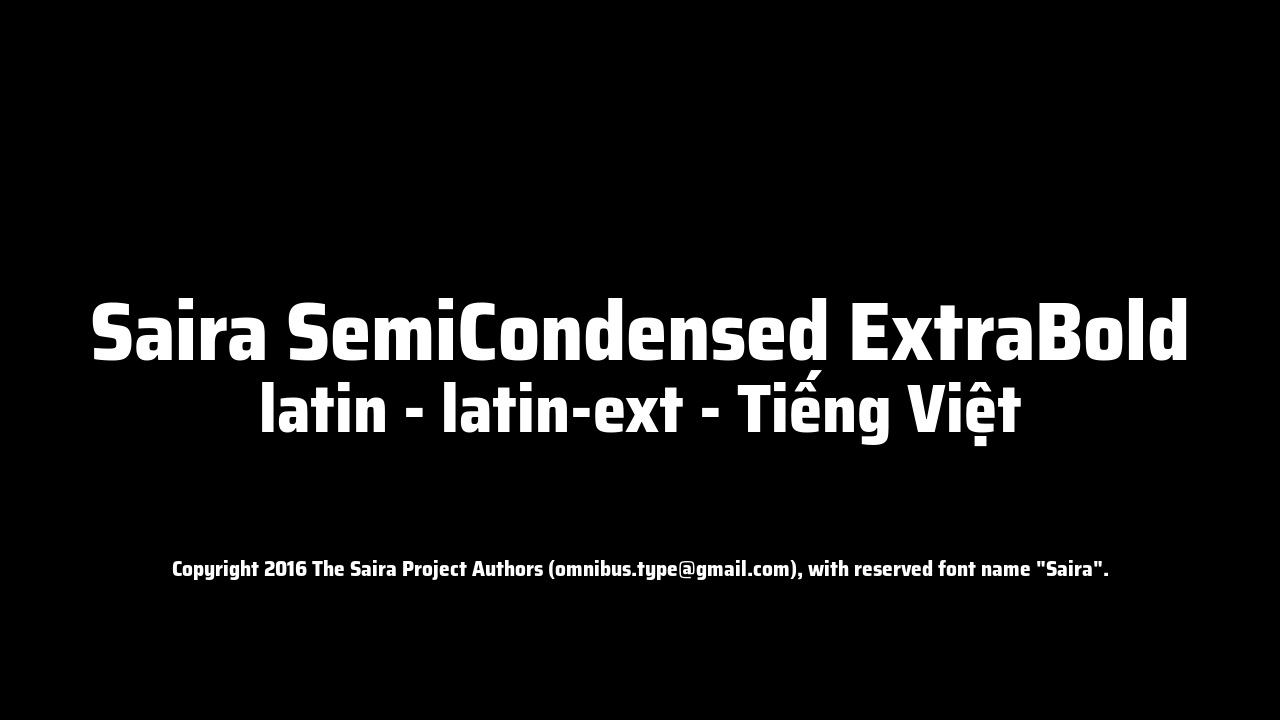 Saira SemiCondensed ExtraBold
latin - latin-ext - Tiếng Việt
Copyright 2016 The Saira Project Authors (omnibus.type@gmail.com), with reserved font name "Saira".